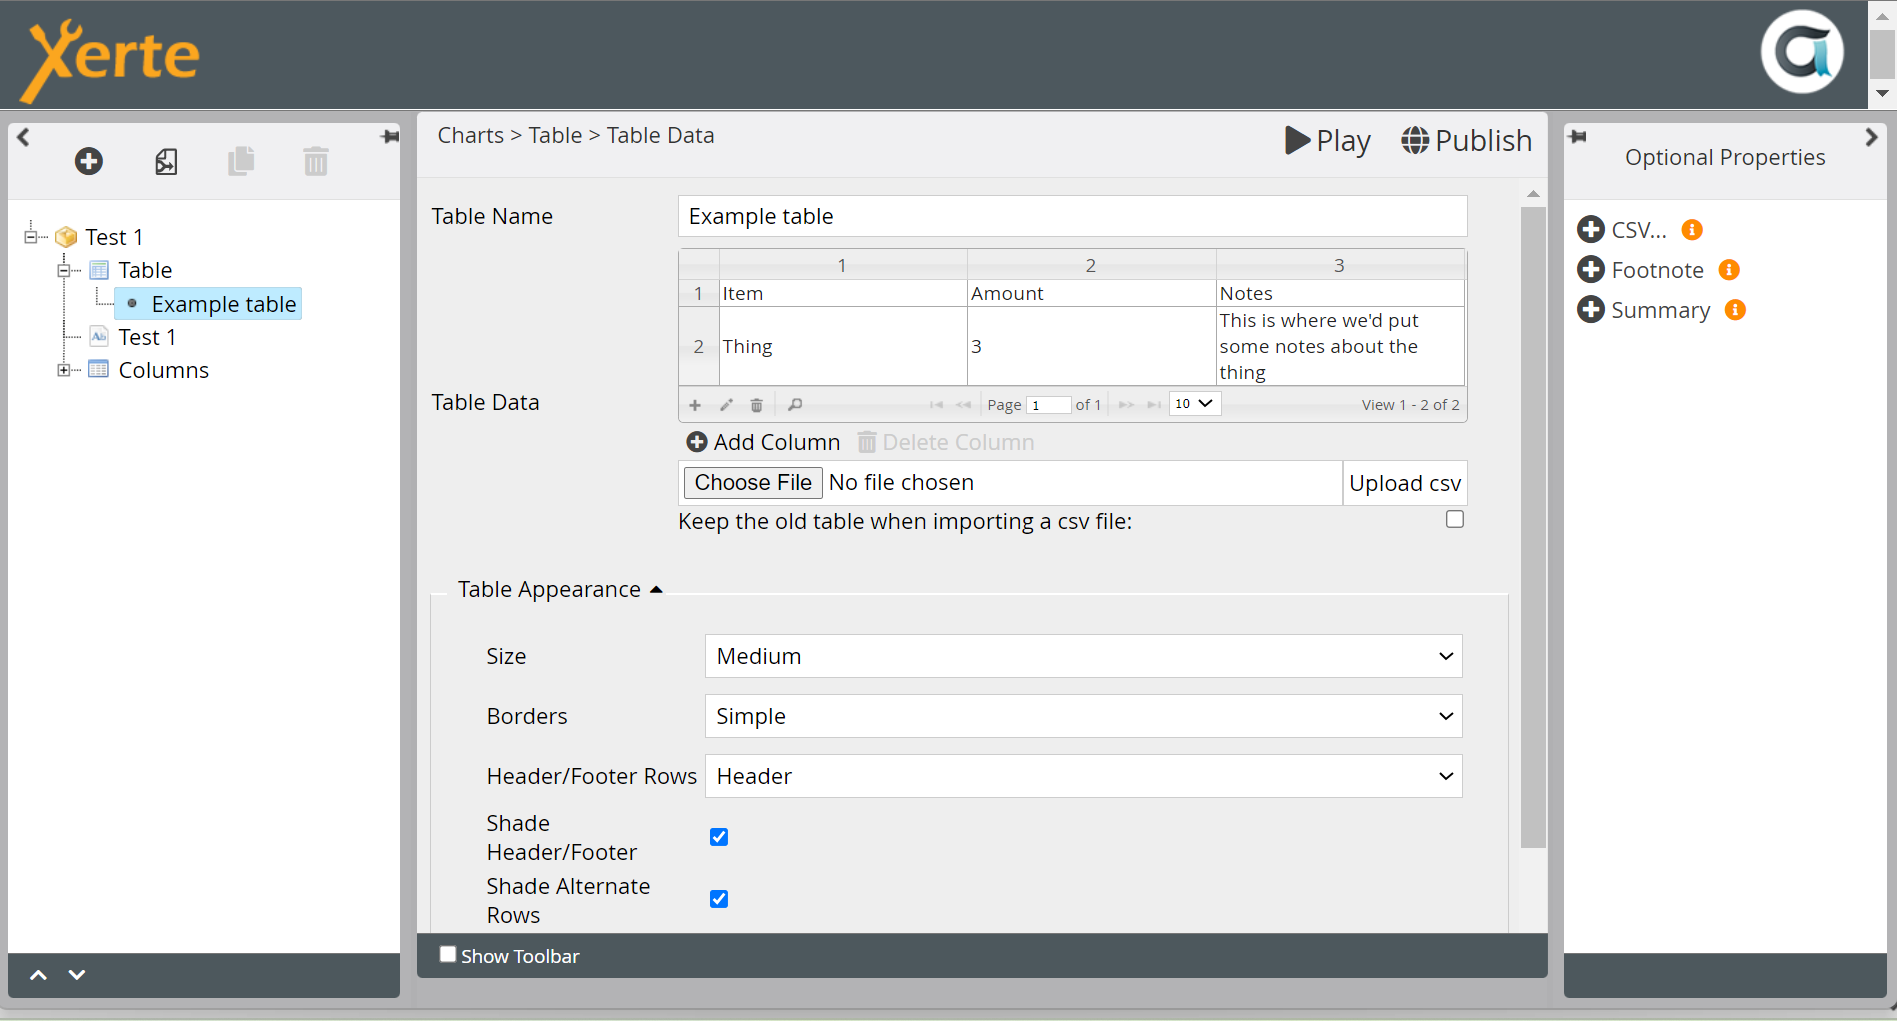 Xerte
Charts > Table > Table Data
Play
Publish
Optional Properties
Test 1
Table
Example table
Test 1
Columns
Table Name
Example table
1 2 3
1 Item Amount Notes
2 Thing 3 This is where we'd put
some notes about the
thing
Table Data
Page 1 of 1 10 View 1 - 2 of 2
Add Column Delete Column
Choose File No file chosen Upload csv
Keep the old table when importing a csv file:
Table Appearance
Size Medium
Borders Simple
Header/Footer Rows Header
Shade
Header/Footer
Shade Alternate
Rows
Show Toolbar
CSV...
Footnote
Summary